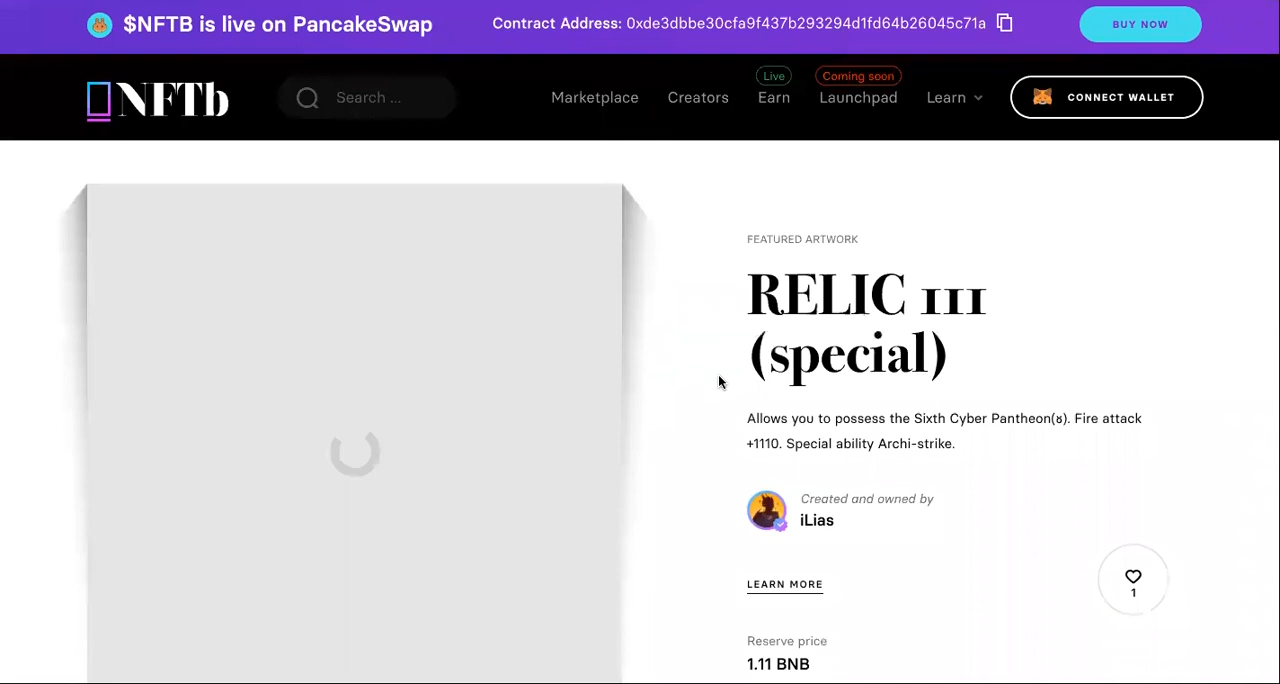 $NFTB is live on PancakeSwap
Contract Address: 0xde3dbbe30cfa9f437b293294d1fd64b26045c71a
BUY NOW
NFTb
Search ...
Marketplace
Creators
Live
Earn
Coming soon
Launchpad
Learn
CONNECT WALLET
FEATURED ARTWORK
RELIC III
(special)
Allows you to possess the Sixth Cyber Pantheon(ɤ). Fire attack
+1110. Special ability Archi-strike.
Created and owned by
iLias
LEARN MORE
1
Reserve price
1.11 BNB